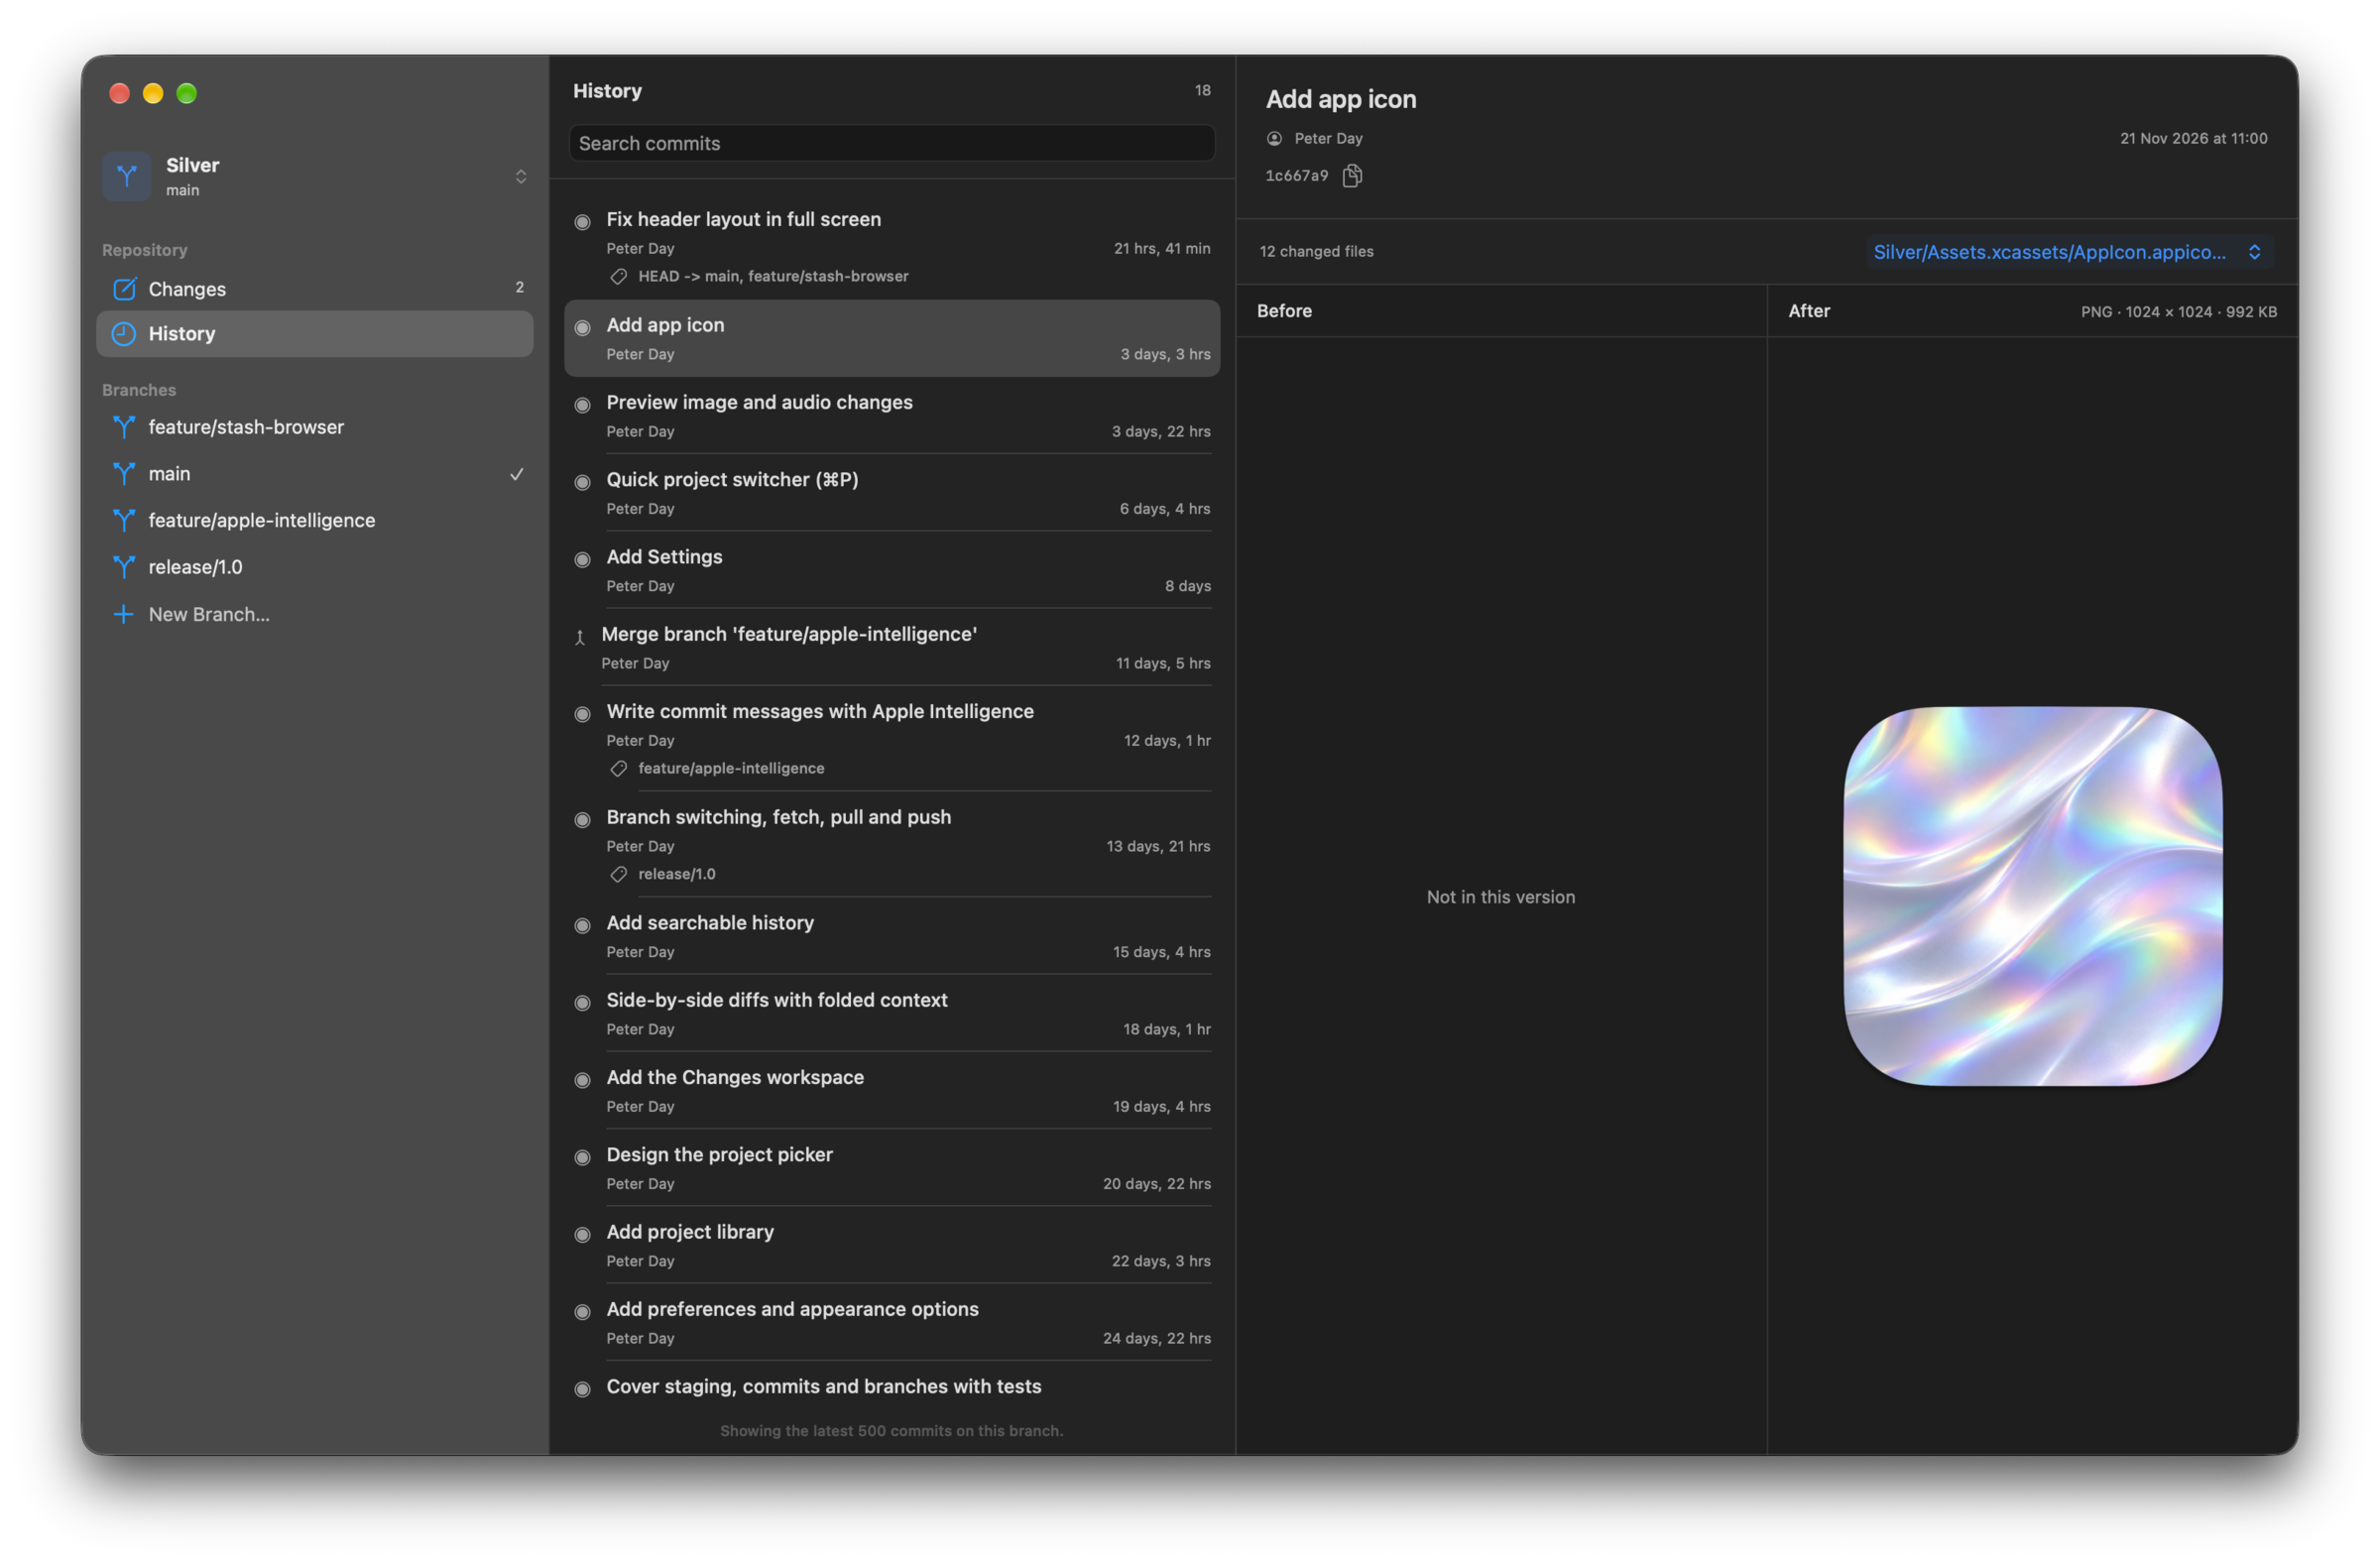 Silver
main
Repository
Changes 2
History
Branches
feature/stash-browser
main
feature/apple-intelligence
release/1.0
New Branch...
History 18
Search commits
Fix header layout in full screen
Peter Day 21 hrs, 41 min
HEAD -> main, feature/stash-browser
Add app icon
Peter Day 3 days, 3 hrs
Preview image and audio changes
Peter Day 3 days, 22 hrs
Quick project switcher (⌘P)
Peter Day 6 days, 4 hrs
Add Settings
Peter Day 8 days
Merge branch 'feature/apple-intelligence'
Peter Day 11 days, 5 hrs
Write commit messages with Apple Intelligence
Peter Day 12 days, 1 hr
feature/apple-intelligence
Branch switching, fetch, pull and push
Peter Day 13 days, 21 hrs
release/1.0
Add searchable history
Peter Day 15 days, 4 hrs
Side-by-side diffs with folded context
Peter Day 18 days, 1 hr
Add the Changes workspace
Peter Day 19 days, 4 hrs
Design the project picker
Peter Day 20 days, 22 hrs
Add project library
Peter Day 22 days, 3 hrs
Add preferences and appearance options
Peter Day 24 days, 22 hrs
Cover staging, commits and branches with tests
Showing the latest 500 commits on this branch.
Add app icon
Peter Day 21 Nov 2026 at 11:00
1c667a9
12 changed files Silver/Assets.xcassets/AppIcon.appico...
Before
After PNG · 1024 × 1024 · 992 KB
Not in this version